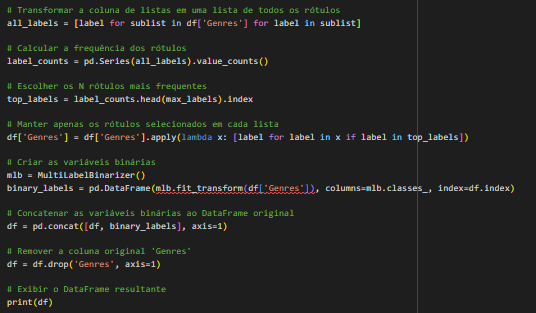 # Transformar a coluna de listas em uma lista de todos os rótulos
all_labels = [label for sublist in df['Genres'] for label in sublist]
# Calcular a frequência dos rótulos
label_counts = pd.Series(all_labels).value_counts()
# Escolher os N rótulos mais frequentes
top_labels = label_counts.head(max_labels).index
# Manter apenas os rótulos selecionados em cada lista
df['Genres'] = df['Genres'].apply(lambda x: [label for label in x if label in top_labels])
# Criar as variáveis binárias
mlb = MultiLabelBinarizer()
binary_labels = pd.DataFrame(mlb.fit_transform(df['Genres']), columns=mlb.classes_, index=df.index)
# Concatenar as variáveis binárias ao DataFrame original
df = pd.concat([df, binary_labels], axis=1)
# Remover a coluna original 'Genres'
df = df.drop('Genres', axis=1)
# Exibir o DataFrame resultante
print(df)